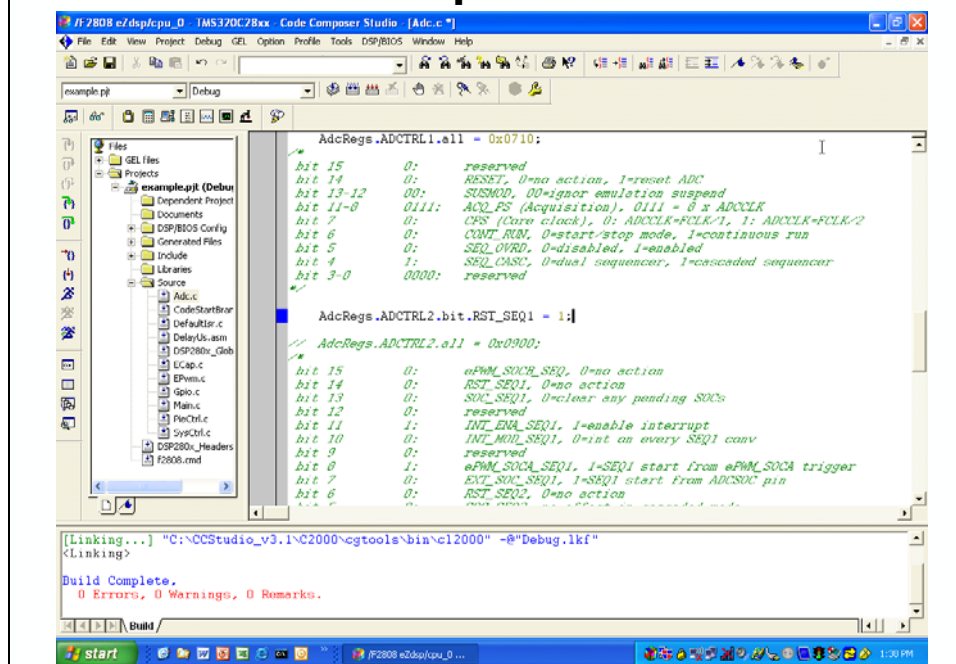 /F2808 eZdsp/cpu_0 - TMS320C28xx - Code Composer Studio - [Adc.c *]
File Edit View Project Debug GEL Option Profile Tools DSP/BIOS Window Help
example.pjt Debug
Files
GEL files
Projects
example.pjt (Debug
Dependent Project
Documents
DSP/BIOS Config
Generated Files
Include
Libraries
Source
Adc.c
CodeStartBrar
DefaultIsr.c
DelayUs.asm
DSP280x_Glob
ECap.c
EPwm.c
Gpio.c
Main.c
PieCtrl.c
SysCtrl.c
DSP280x_Headers
F2808.cmd
AdcRegs.ADCTRL1.all = 0x0710;
/*
bit 15 0: reserved
bit 14 0: RESET, 0=no action, 1=reset ADC
bit 13-12 00: SUSMOD, 00=ignor emulation suspend
bit 11-8 0111: ACQ_PS (Acquisition), 0111 = 8 x ADCCLK
bit 7 0: CPS (Core clock), 0: ADCCLK=FCLK/1, 1: ADCCLK=FCLK/2
bit 6 0: CONT_RUN, 0=start/stop mode, 1=continuous run
bit 5 0: SEQ_OVRD, 0=disabled, 1=enabled
bit 4 1: SEQ_CASC, 0=dual sequencer, 1=cascaded sequencer
bit 3-0 0000: reserved
*/
AdcRegs.ADCTRL2.bit.RST_SEQ1 = 1;
// AdcRegs.ADCTRL2.all = 0x0900;
/*
bit 15 0: ePWM_SOCB_SEQ, 0=no action
bit 14 0: RST_SEQ1, 0=no action
bit 13 0: SOC_SEQ1, 0=clear any pending SOCs
bit 12 0: reserved
bit 11 1: INT_ENA_SEQ1, 1=enable interrupt
bit 10 0: INT_MOD_SEQ1, 0=int on every SEQ1 conv
bit 9 0: reserved
bit 8 1: ePWM_SOCA_SEQ1, 1=SEQ1 start from ePWM_SOCA trigger
bit 7 0: EXT_SOC_SEQ1, 1=SEQ1 start from ADCSOC pin
bit 6 0: RST_SEQ2, 0=no action
[Linking...] "C:\CCStudio_v3.1\C2000\cgtools\bin\cl2000" -@"Debug.lkf"
<Linking>
Build Complete,
0 Errors, 0 Warnings, 0 Remarks.
Build
start /F2808 eZdsp/cpu_0 ... 1:30 PM